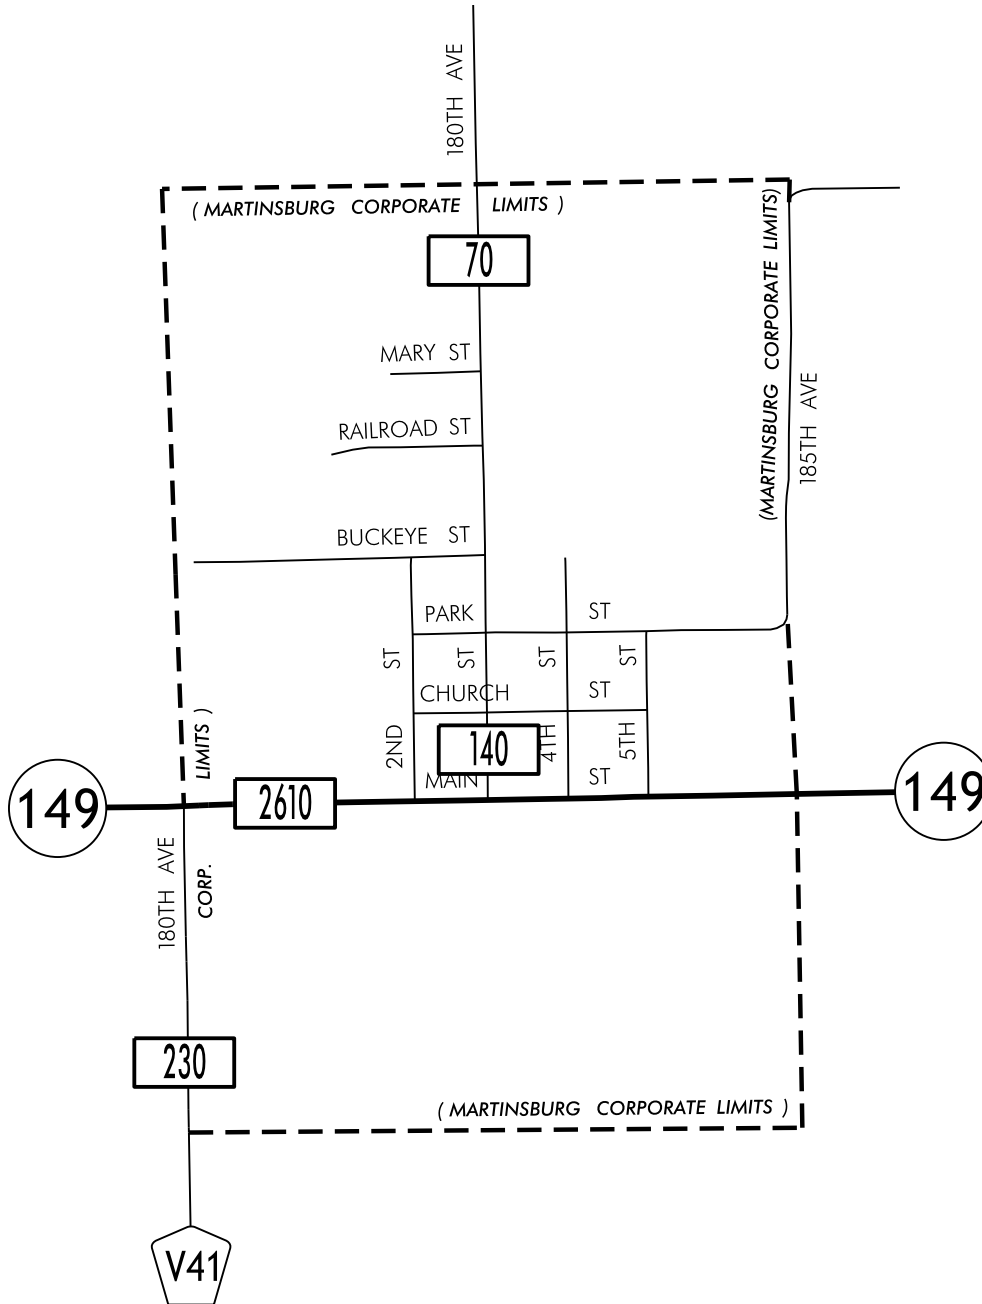 180TH AVE
( MARTINSBURG CORPORATE LIMITS )
(MARTINSBURG CORPORATE LIMITS)
70
MARY ST
185TH AVE
RAILROAD ST
BUCKEYE ST
PARK ST
ST
ST
ST
ST
CHURCH ST
2ND
140
4TH
5TH
MAIN ST
LIMITS )
149
2610
149
180TH AVE
CORP.
230
( MARTINSBURG CORPORATE LIMITS )
V41